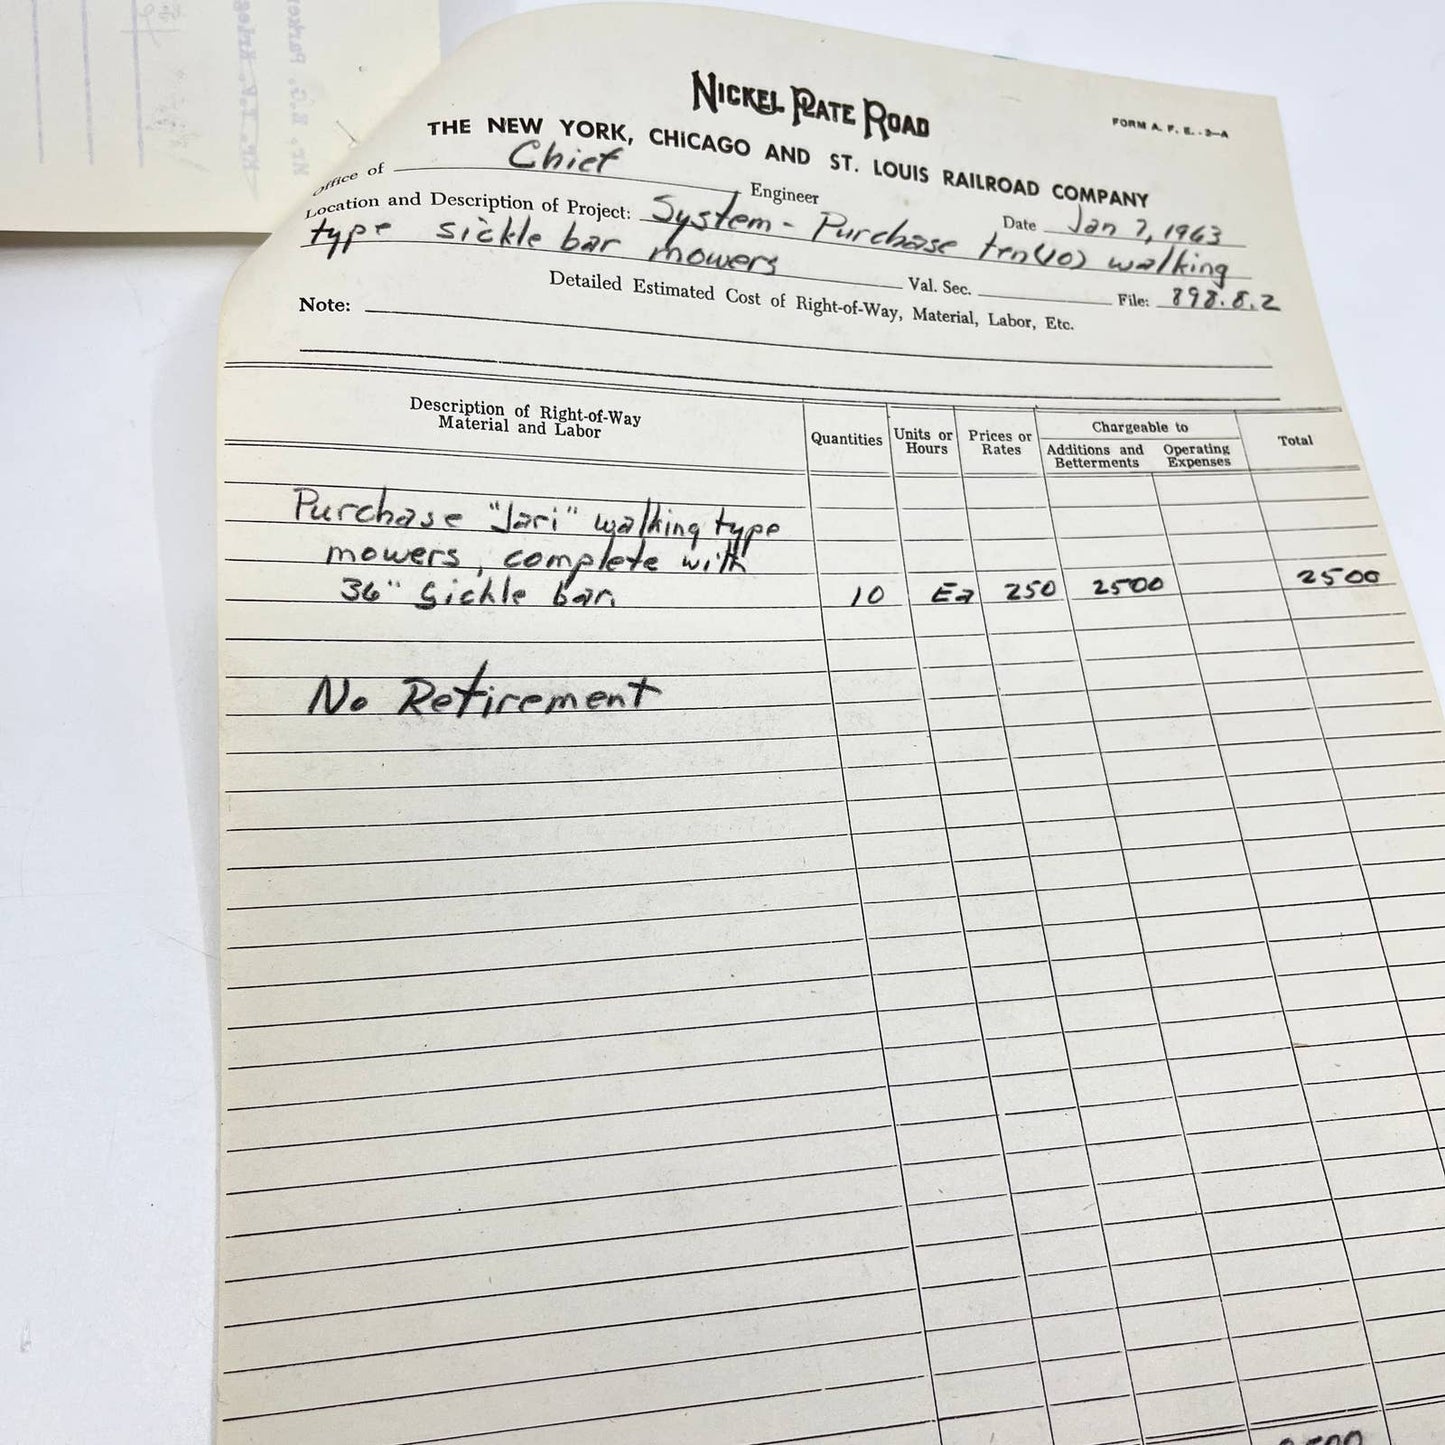 NICKEL PLATE ROAD
FORM A. F. E. - 3-A
THE NEW YORK, CHICAGO AND ST. LOUIS RAILROAD COMPANY
Office of Chief Engineer Date Jan 7, 1963
Location and Description of Project: System - Purchase ten (10) walking
type sickle bar mowers Val. Sec. File: 898.8.2
Detailed Estimated Cost of Right-of-Way, Material, Labor, Etc.
Note:
Description of Right-of-Way
Material and Labor
Quantities
Units or
Hours
Prices or
Rates
Chargeable to
Additions and
Betterments
Operating
Expenses
Total
Purchase "Jari" walking type
mowers, complete with
36" Sickle bar. 10 Ea 250 2500 2500
No Retirement